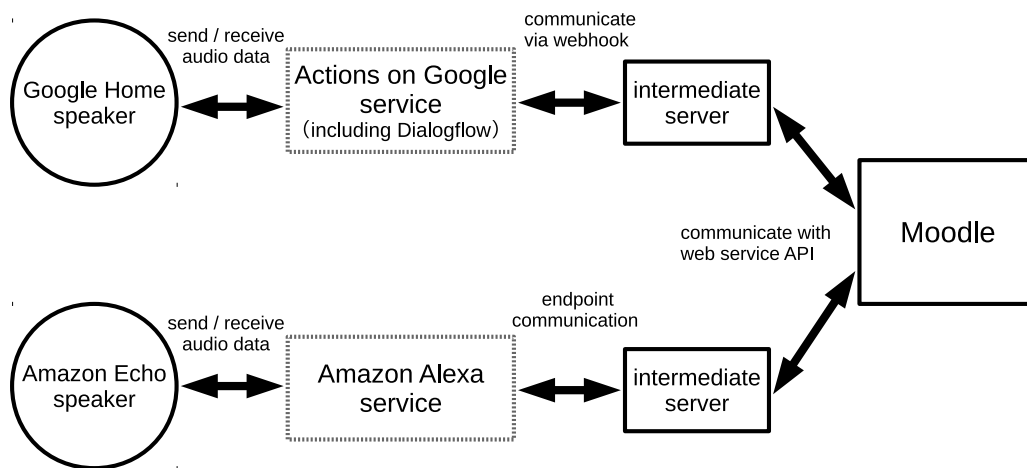 Google Home
speaker
send / receive
audio data
Actions on Google
service
（including Dialogflow）
communicate
via webhook
intermediate
server
communicate with
web service API
Moodle
Amazon Echo
speaker
send / receive
audio data
Amazon Alexa
service
endpoint
communication
intermediate
server